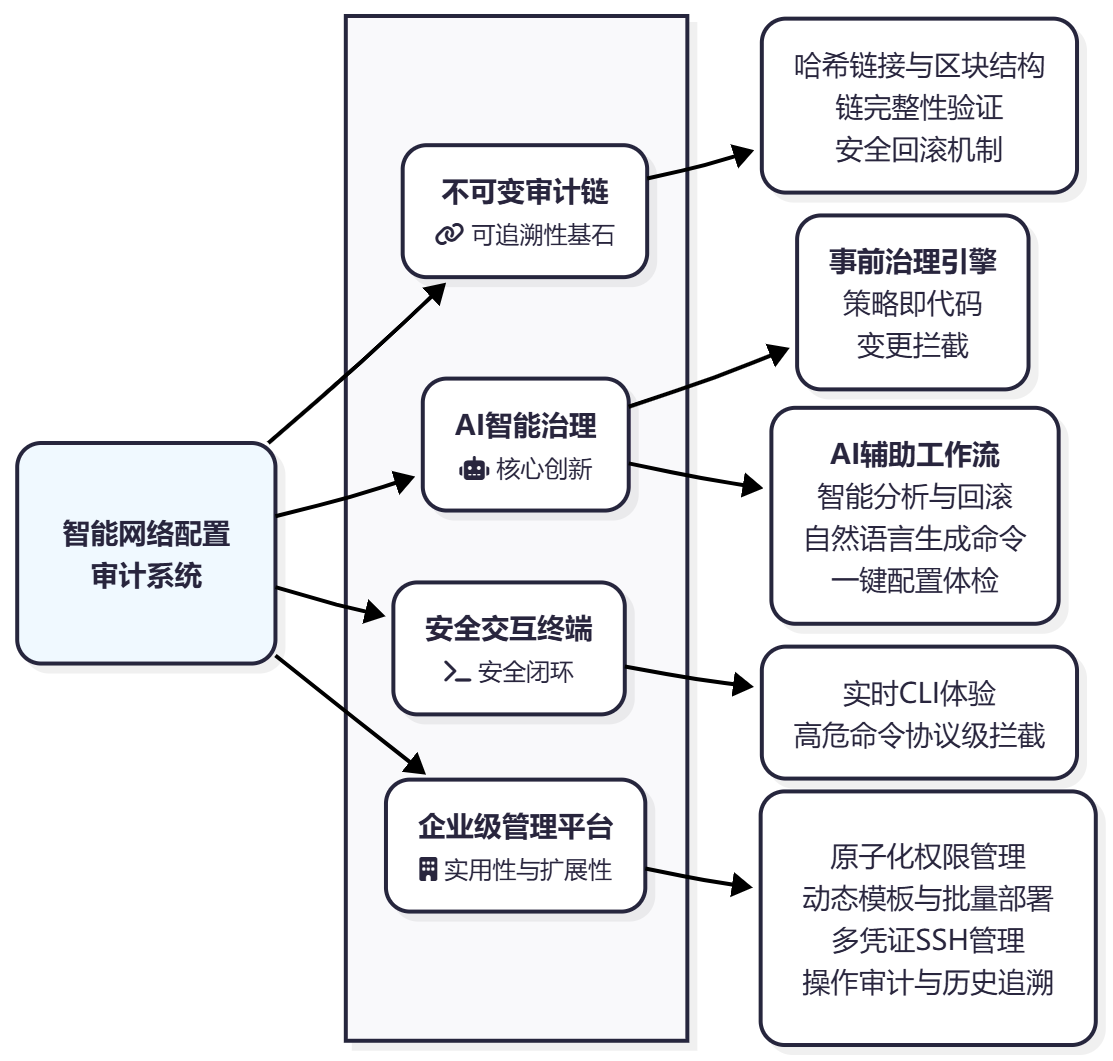 智能网络配置
审计系统
不可变审计链
可追溯性基石
哈希链接与区块结构
链完整性验证
安全回滚机制
AI智能治理
核心创新
事前治理引擎
策略即代码
变更拦截
AI辅助工作流
智能分析与回滚
自然语言生成命令
一键配置体检
安全交互终端
安全闭环
实时CLI体验
高危命令协议级拦截
企业级管理平台
实用性与扩展性
原子化权限管理
动态模板与批量部署
多凭证SSH管理
操作审计与历史追溯